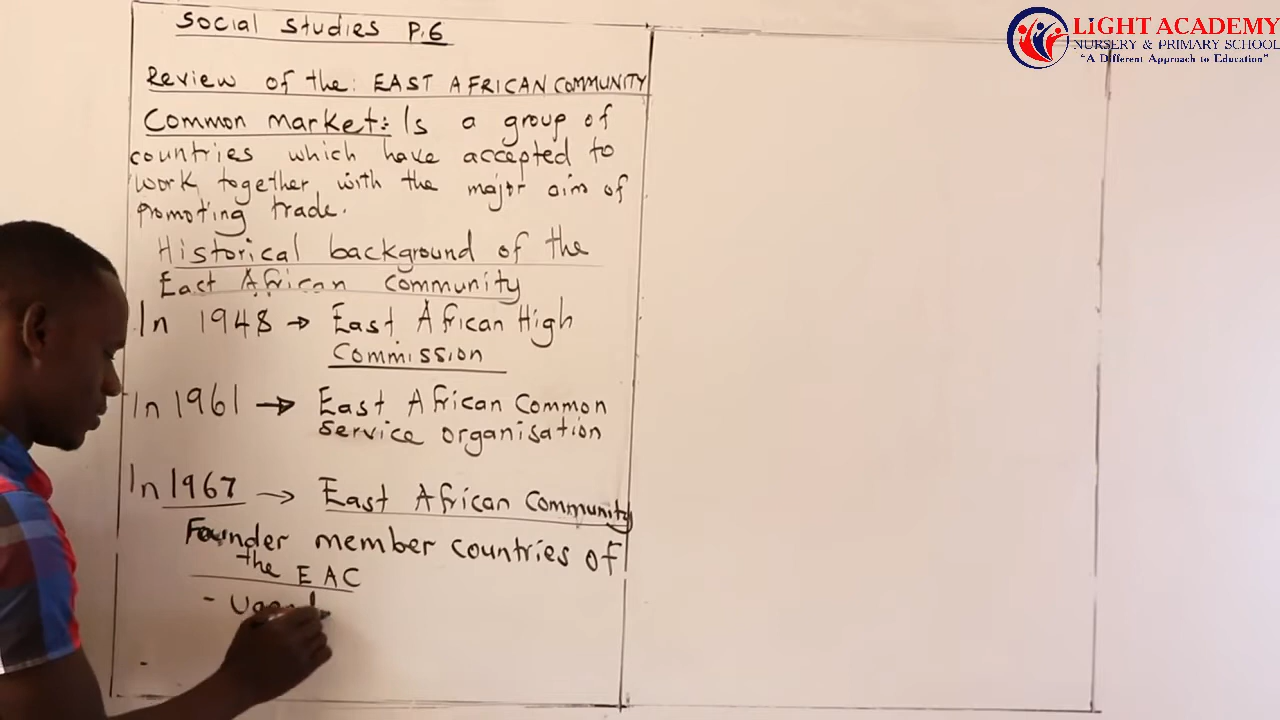 Social Studies P.6
Review of the: EAST AFRICAN COMMUNITY
Common market: Is a group of
countries which have accepted to
work together with the major aim of
promoting trade.
Historical background of the
East African Community
In 1948 → East African High
Commission
In 1961 → East African Common
Service organisation
In 1967 → East African Community
Founder member countries of
the EAC
-
LIGHT ACADEMY
NURSERY & PRIMARY SCHOOL
"A Different Approach to Education"